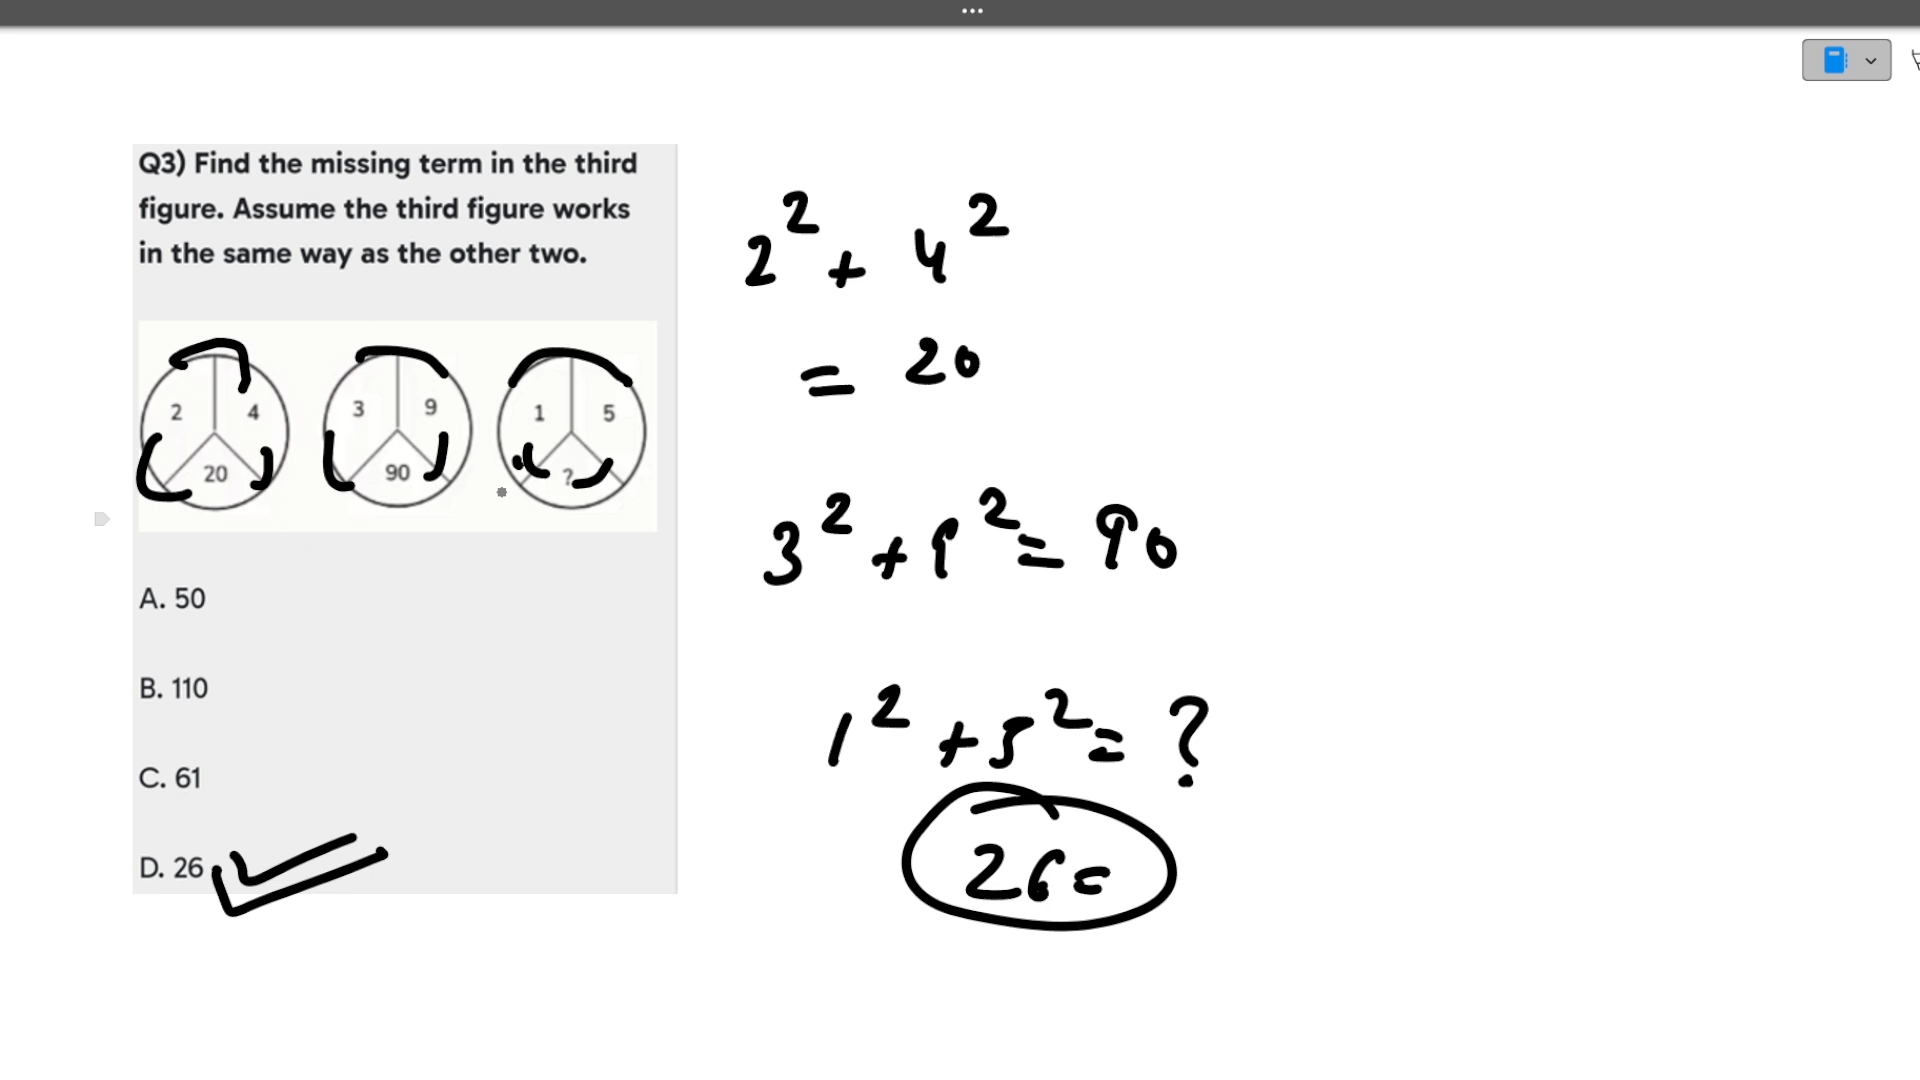 Q3) Find the missing term in the third
figure. Assume the third figure works
in the same way as the other two.
2 4
20
3 9
90
1 5
?
A. 50
B. 110
C. 61
D. 26
2² + 4²
= 20
3² + 9² = 90
1² + 5² = ?
26 =